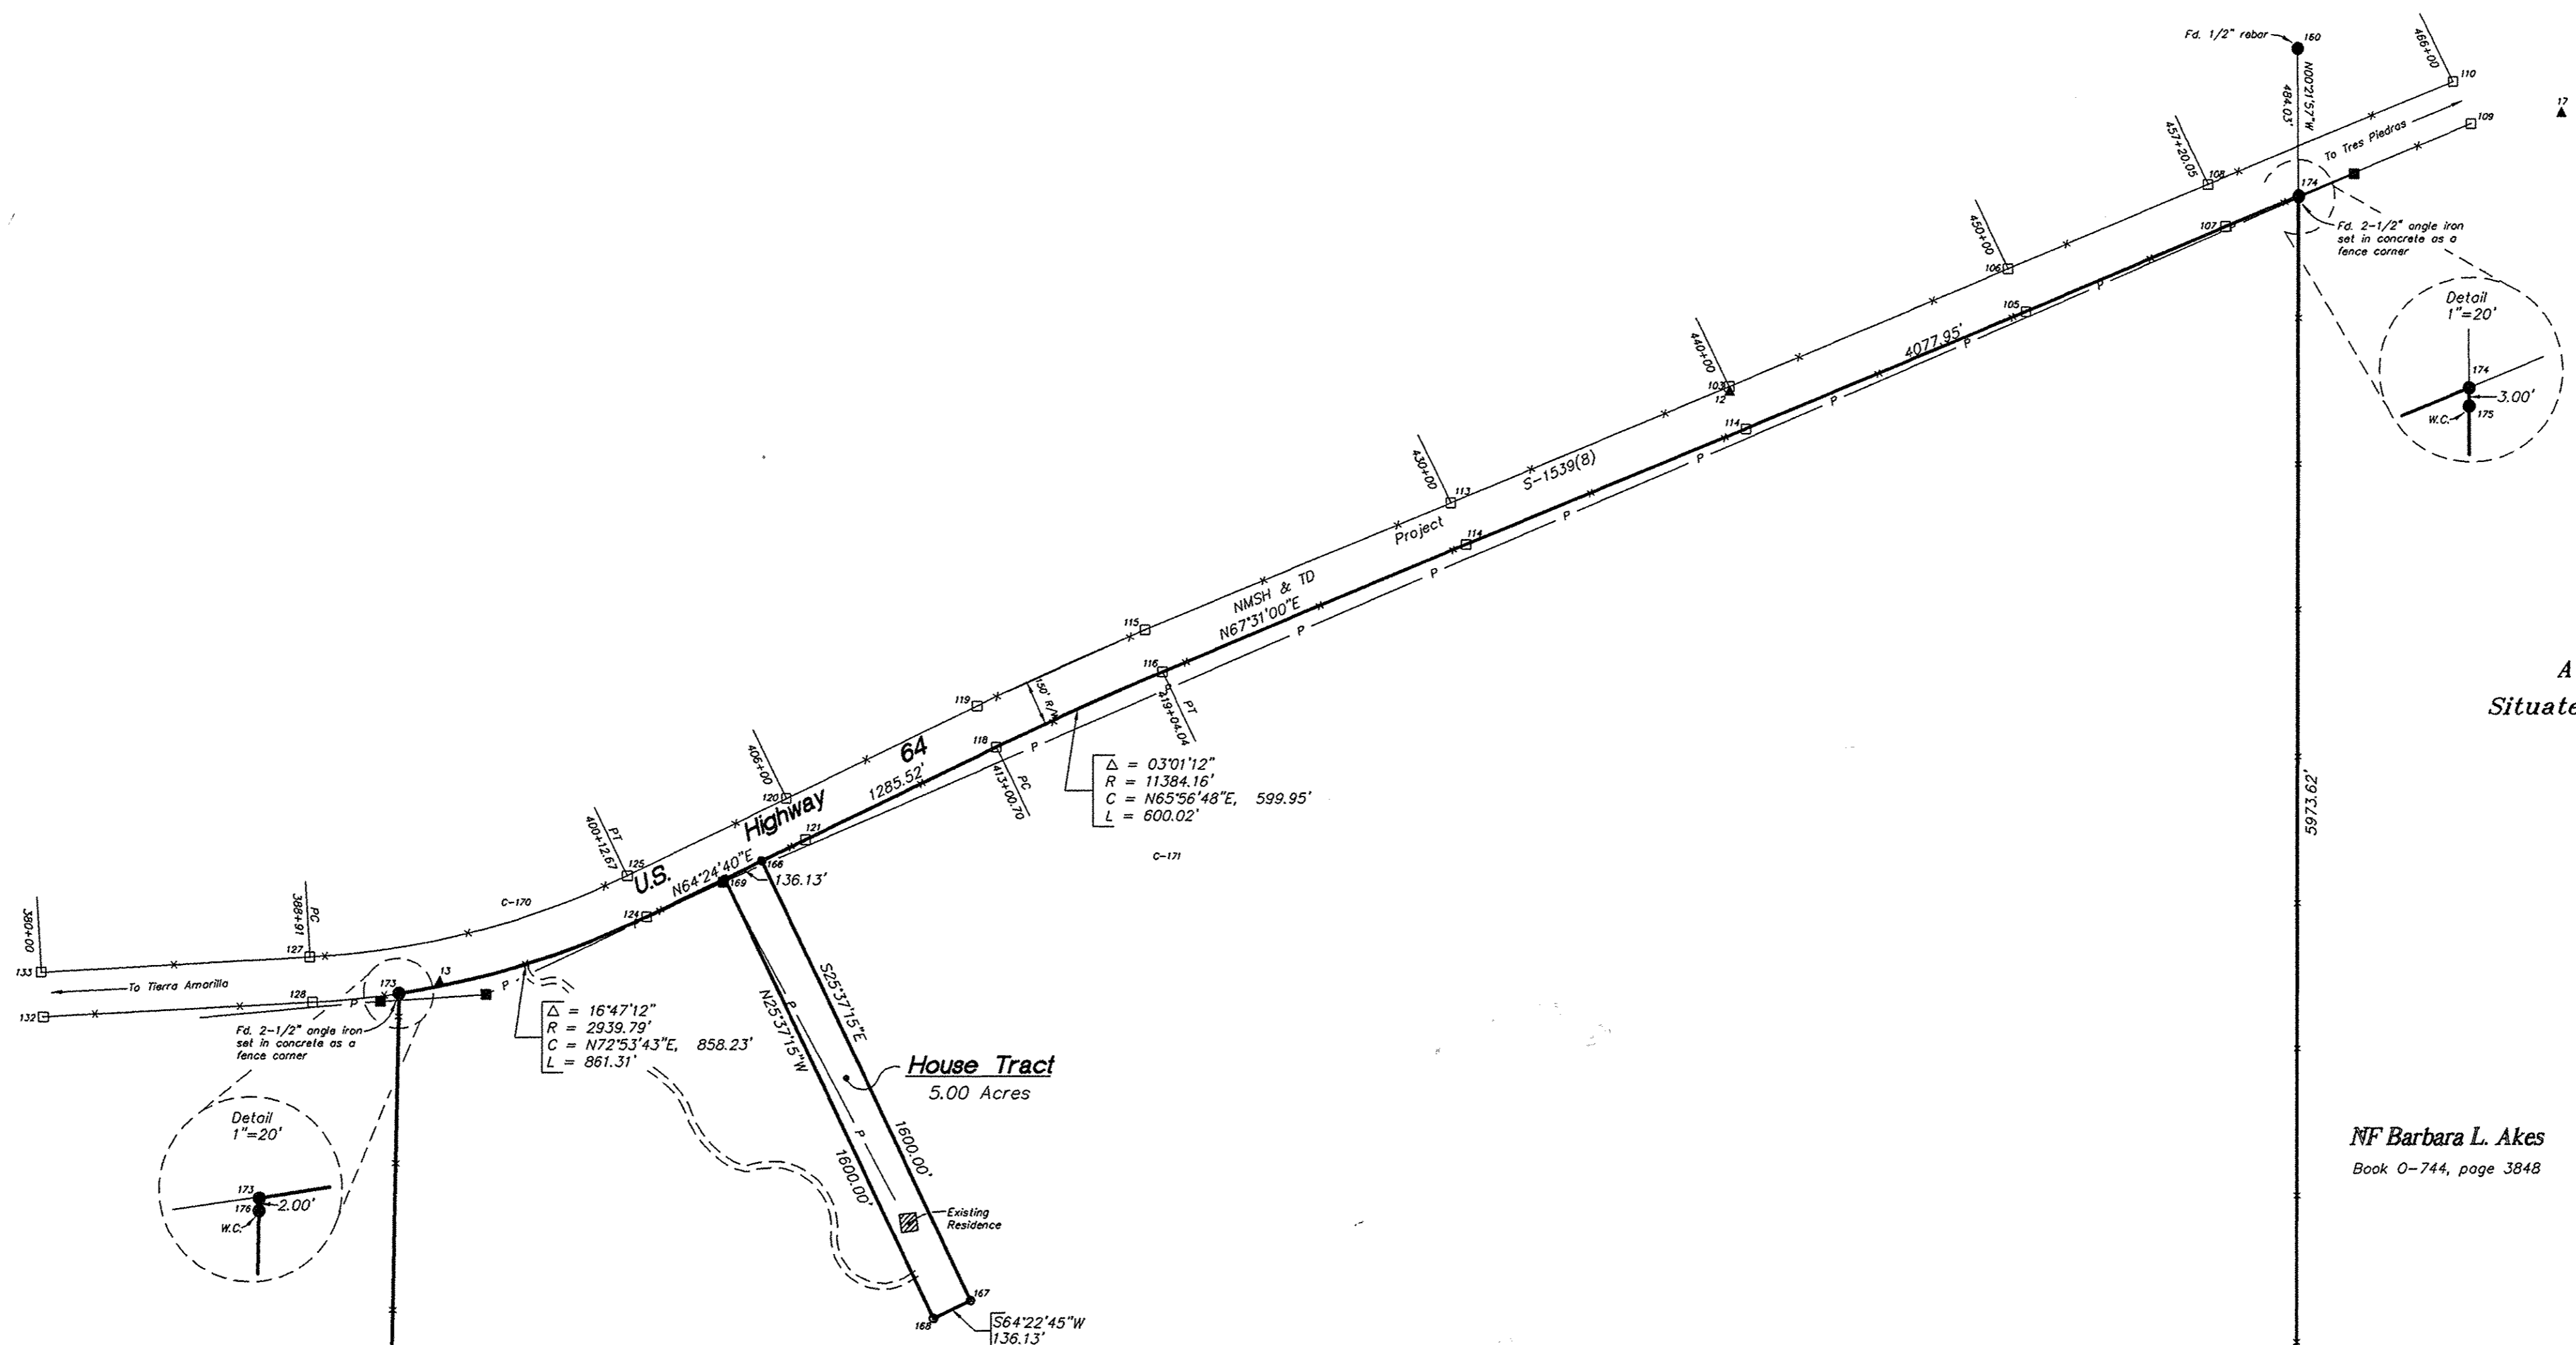 Fd. 1/2" rebar
160
N00°21'57"W
484.03'
466+00
110
To Tres Piedras
109
17
457+20.05
108
174
107
Fd. 2-1/2" angle iron
set in concrete as a
fence corner
Detail
1"=20'
174
3.00'
W.C.
175
450+00
106
105
4077.95'
P
P
440+00
103
12
114
P
P
430+00
113
S-1539(8)
Project
114
P
P
NMSH & TD
N67°31'00"E
P
115
116
P
PT
419+04.04
150' R/W
119
118
P
PC
413+00.70
Δ = 03°01'12"
R = 11384.16'
C = N65°56'48"E, 599.95'
L = 600.02'
C-171
A
Situate
5973.62'
406+00
120
64
1285.52'
Highway
121
PT
400+12.67
125
U.S.
N64°24'40"E
166
169
136.13'
124
C-170
PC
388+91
127
380+00
133
To Tierra Amarilla
132
128
P
173
13
P
P
Fd. 2-1/2" angle iron
set in concrete as a
fence corner
Δ = 16°47'12"
R = 2939.79'
C = N72°53'43"E, 858.23'
L = 861.31'
S25°37'15"E
N25°37'15"W
P
P
House Tract
5.00 Acres
1600.00'
1600.00'
Existing
Residence
167
168
S64°22'45"W
136.13'
Detail
1"=20'
173
2.00'
176
W.C.
NF Barbara L. Akes
Book O-744, page 3848